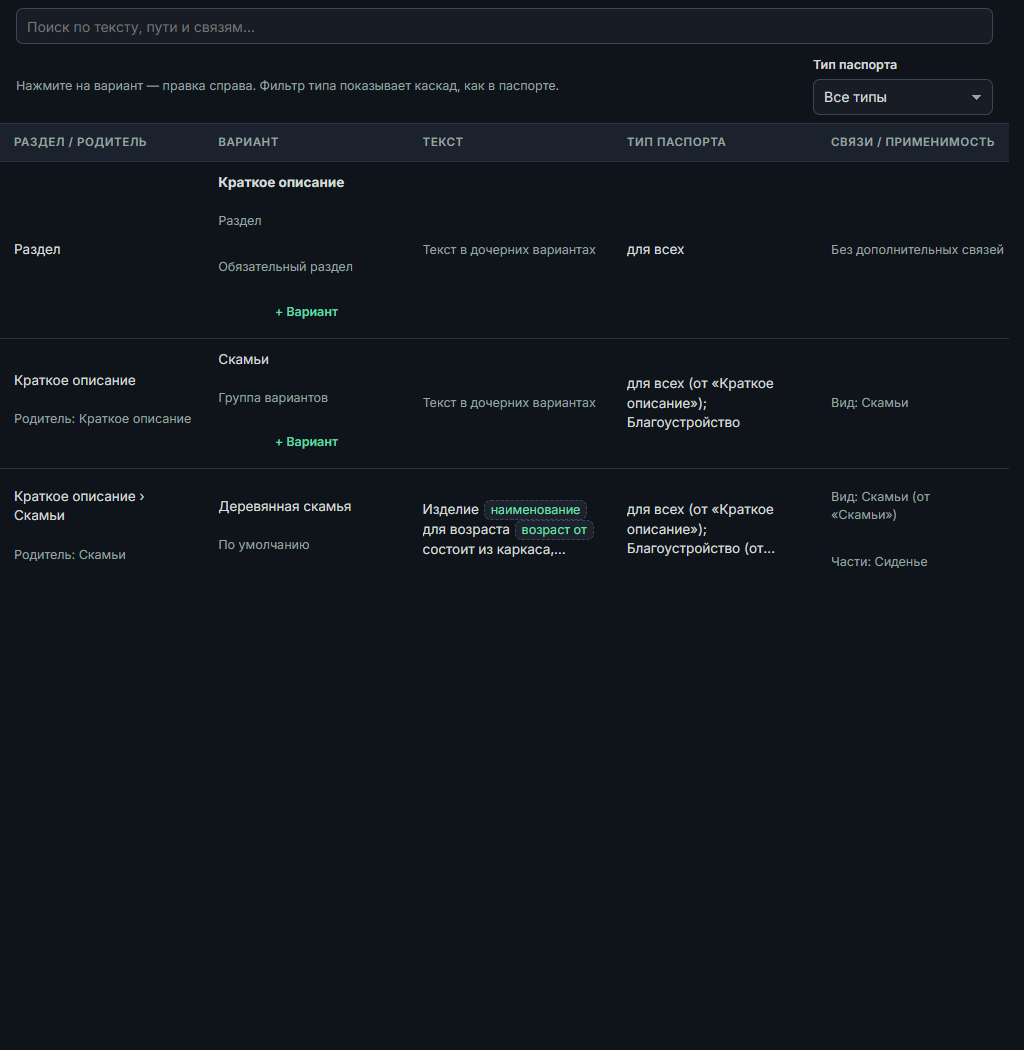 Поиск по тексту, пути и связям...
Тип паспорта
Нажмите на вариант — правка справа. Фильтр типа показывает каскад, как в паспорте.
Все типы
РАЗДЕЛ / РОДИТЕЛЬ
ВАРИАНТ
ТЕКСТ
ТИП ПАСПОРТА
СВЯЗИ / ПРИМЕНИМОСТЬ
Раздел
Краткое описание
Раздел
Обязательный раздел
+ Вариант
Текст в дочерних вариантах
для всех
Без дополнительных связей
Краткое описание
Родитель: Краткое описание
Скамьи
Группа вариантов
+ Вариант
Текст в дочерних вариантах
для всех (от «Краткое
описание»);
Благоустройство
Вид: Скамьи
Краткое описание ›
Скамьи
Родитель: Скамьи
Деревянная скамья
По умолчанию
Изделие наименование
для возраста возраст от
состоит из каркаса,...
для всех (от «Краткое
описание»);
Благоустройство (от...
Вид: Скамьи (от
«Скамьи»)
Части: Сиденье